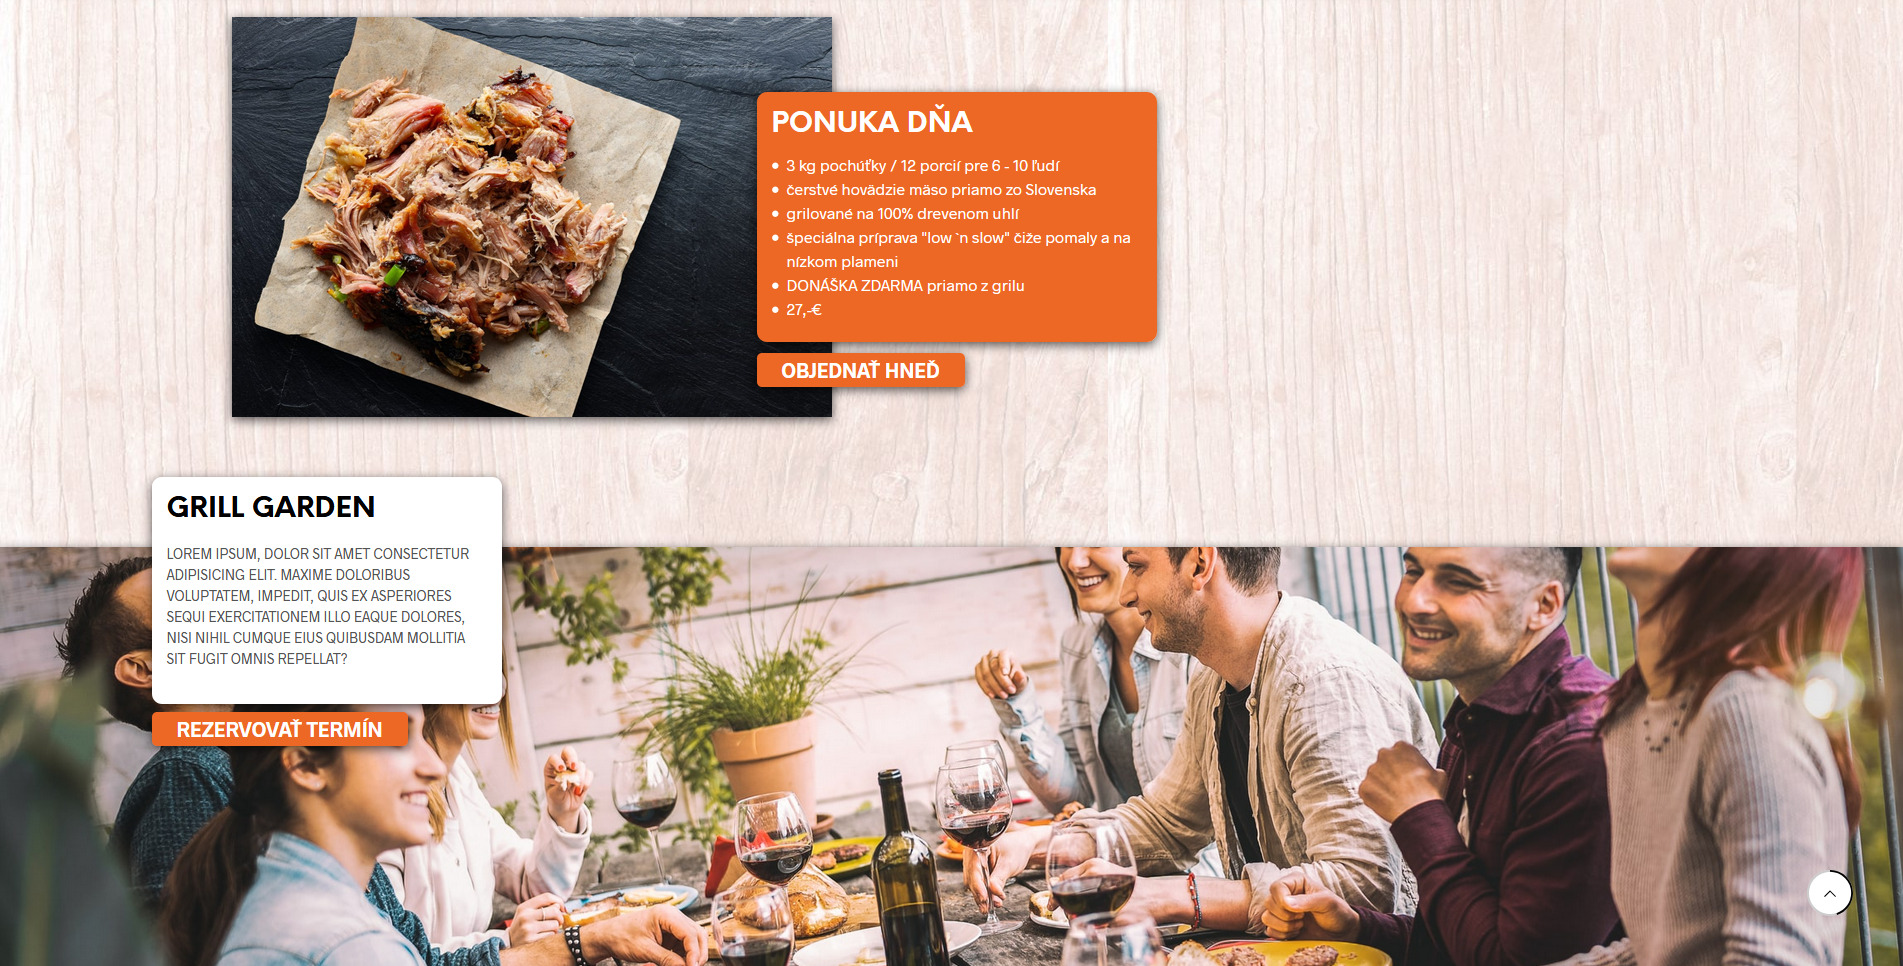 PONUKA DŇA
3 kg pochúťky / 12 porcií pre 6 - 10 ľudí
čerstvé hovädzie mäso priamo zo Slovenska
grilované na 100% drevenom uhlí
špeciálna príprava "low `n slow" čiže pomaly a na
nízkom plameni
DONÁŠKA ZDARMA priamo z grilu
27,-€
OBJEDNAŤ HNEĎ
GRILL GARDEN
LOREM IPSUM, DOLOR SIT AMET CONSECTETUR
ADIPISICING ELIT. MAXIME DOLORIBUS
VOLUPTATEM, IMPEDIT, QUIS EX ASPERIORES
SEQUI EXERCITATIONEM ILLO EAQUE DOLORES,
NISI NIHIL CUMQUE EIUS QUIBUSDAM MOLLITIA
SIT FUGIT OMNIS REPELLAT?
REZERVOVAŤ TERMÍN